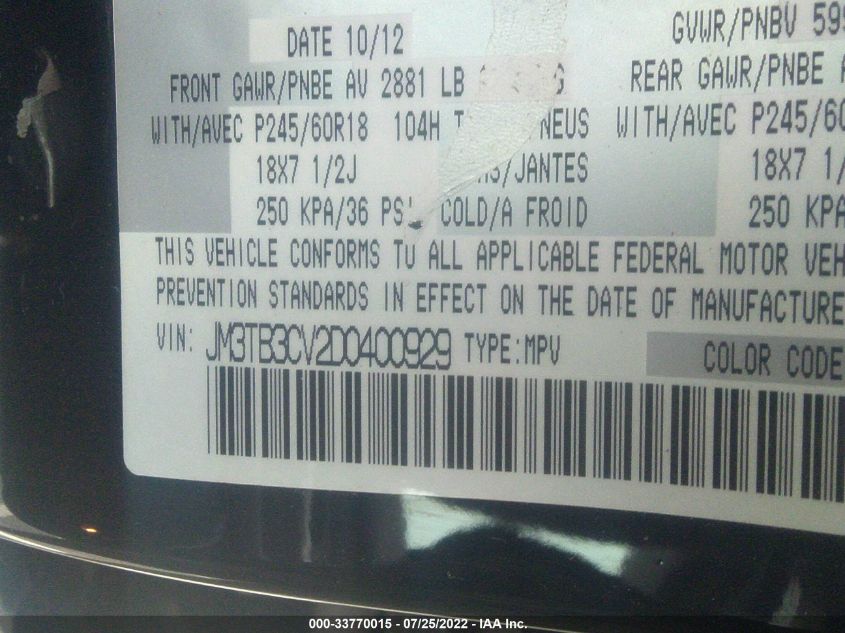 DATE 10/12 GVWR/PNBV
FRONT GAWR/PNBE AV 2881 LB REAR GAWR/PNBE
WITH/AVEC P245/60R18 104H WITH/AVEC P245/60
18X7 1/2J /JANTES 18X7
250 KPA/36 PSI COLD/A FROID 250 KPA
THIS VEHICLE CONFORMS TO ALL APPLICABLE FEDERAL MOTOR VEH
PREVENTION STANDARDS IN EFFECT ON THE DATE OF MANUFACTURE
VIN: JM3TB3CV2D0400929 TYPE:MPV COLOR CODE
000-33770015 - 07/25/2022 - IAA Inc.